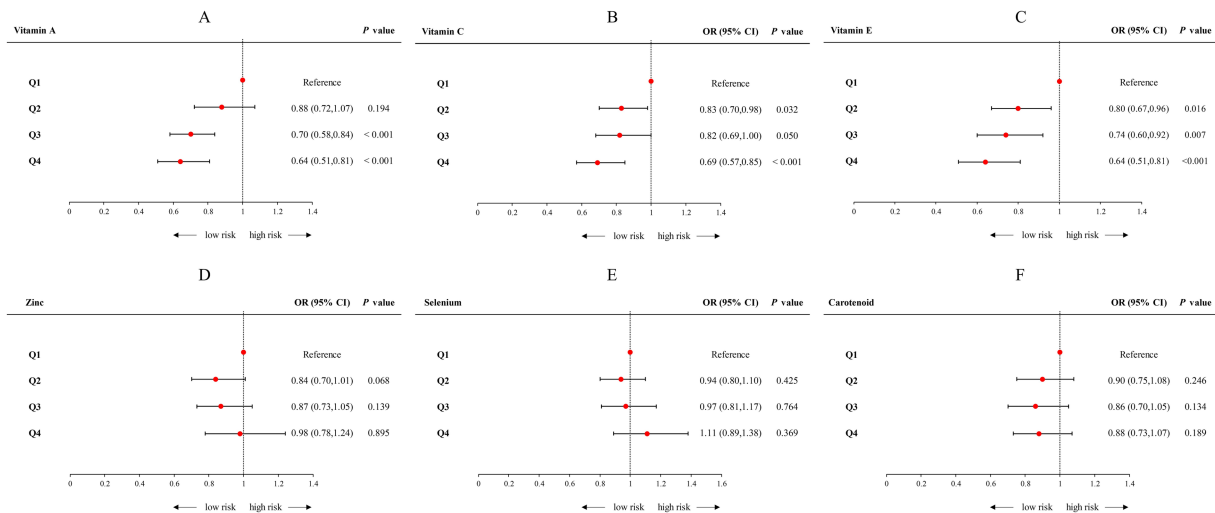 A
Vitamin A P value
Q1 Reference
Q2 0.88 (0.72,1.07) 0.194
Q3 0.70 (0.58,0.84) < 0.001
Q4 0.64 (0.51,0.81) < 0.001
0 0.2 0.4 0.6 0.8 1 1.2 1.4
low risk high risk
B
Vitamin C OR (95% CI) P value
Q1 Reference
Q2 0.83 (0.70,0.98) 0.032
Q3 0.82 (0.69,1.00) 0.050
Q4 0.69 (0.57,0.85) < 0.001
0 0.2 0.4 0.6 0.8 1 1.2 1.4
low risk high risk
C
Vitamin E OR (95% CI) P value
Q1 Reference
Q2 0.80 (0.67,0.96) 0.016
Q3 0.74 (0.60,0.92) 0.007
Q4 0.64 (0.51,0.81) <0.001
0 0.2 0.4 0.6 0.8 1 1.2 1.4
low risk high risk
D
Zinc OR (95% CI) P value
Q1 Reference
Q2 0.84 (0.70,1.01) 0.068
Q3 0.87 (0.73,1.05) 0.139
Q4 0.98 (0.78,1.24) 0.895
0 0.2 0.4 0.6 0.8 1 1.2 1.4
low risk high risk
E
Selenium OR (95% CI) P value
Q1 Reference
Q2 0.94 (0.80,1.10) 0.425
Q3 0.97 (0.81,1.17) 0.764
Q4 1.11 (0.89,1.38) 0.369
0 0.2 0.4 0.6 0.8 1 1.2 1.4
low risk high risk
F
Carotenoid OR (95% CI) P value
Q1 Reference
Q2 0.90 (0.75,1.08) 0.246
Q3 0.86 (0.70,1.05) 0.134
Q4 0.88 (0.73,1.07) 0.189
0 0.2 0.4 0.6 0.8 1 1.2 1.4
low risk high risk